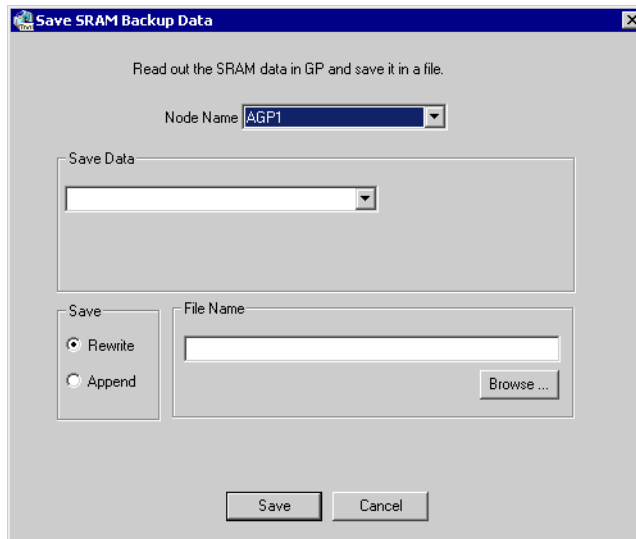 Save SRAM Backup Data
Read out the SRAM data in GP and save it in a file.
Node Name AGP1
Save Data
Save
Rewrite
Append
File Name
Browse ...
Save
Cancel